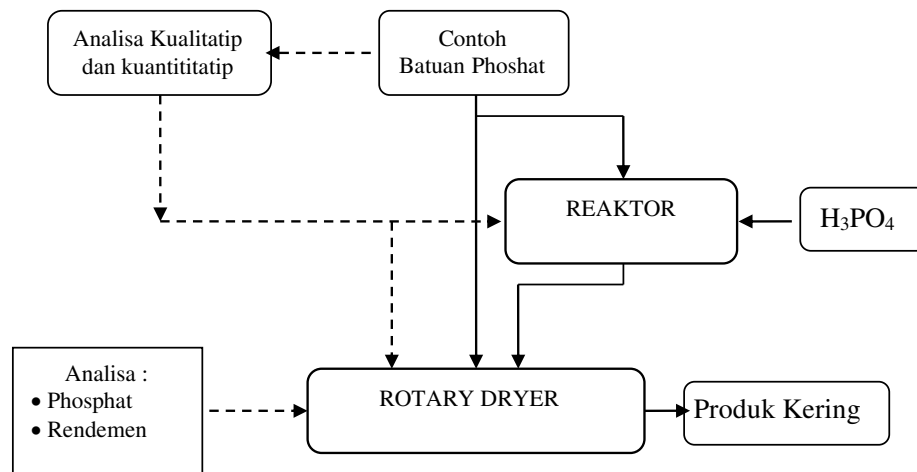 Analisa Kualitatip
dan kuantititatip
Contoh
Batuan Phoshat
REAKTOR
H₃PO₄
Analisa :
• Phosphat
• Rendemen
ROTARY DRYER
Produk Kering